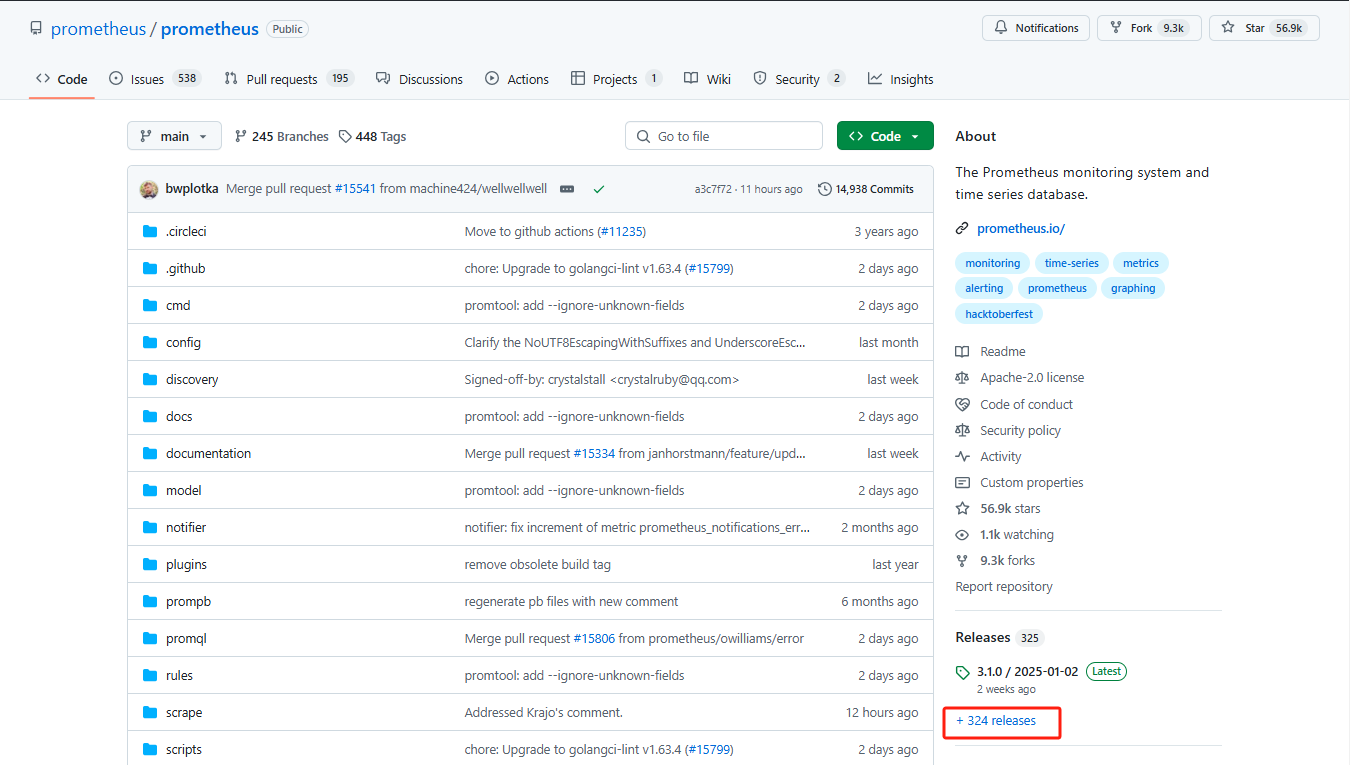 prometheus / prometheus Public
Notifications Fork 9.3k Star 56.9k
Code Issues 538 Pull requests 195 Discussions Actions Projects 1 Wiki Security 2 Insights
main 245 Branches 448 Tags Go to file Code
bwplotka Merge pull request #15541 from machine424/wellwellwell a3c7f72 · 11 hours ago 14,938 Commits
.circleci Move to github actions (#11235) 3 years ago
.github chore: Upgrade to golangci-lint v1.63.4 (#15799) 2 days ago
cmd promtool: add --ignore-unknown-fields 2 days ago
config Clarify the NoUTF8EscapingWithSuffixes and UnderscoreEsc... last month
discovery Signed-off-by: crystalstall <crystalruby@qq.com> last week
docs promtool: add --ignore-unknown-fields 2 days ago
documentation Merge pull request #15334 from janhorstmann/feature/upd... last week
model promtool: add --ignore-unknown-fields 2 days ago
notifier notifier: fix increment of metric prometheus_notifications_err... 2 months ago
plugins remove obsolete build tag last year
prompb regenerate pb files with new comment 6 months ago
promql Merge pull request #15806 from prometheus/owilliams/error 2 days ago
rules promtool: add --ignore-unknown-fields 2 days ago
scrape Addressed Krajo's comment. 12 hours ago
scripts chore: Upgrade to golangci-lint v1.63.4 (#15799) 2 days ago
About
The Prometheus monitoring system and
time series database.
prometheus.io/
monitoring time-series metrics
alerting prometheus graphing
hacktoberfest
Readme
Apache-2.0 license
Code of conduct
Security policy
Activity
Custom properties
56.9k stars
1.1k watching
9.3k forks
Report repository
Releases 325
3.1.0 / 2025-01-02 Latest
2 weeks ago
+ 324 releases